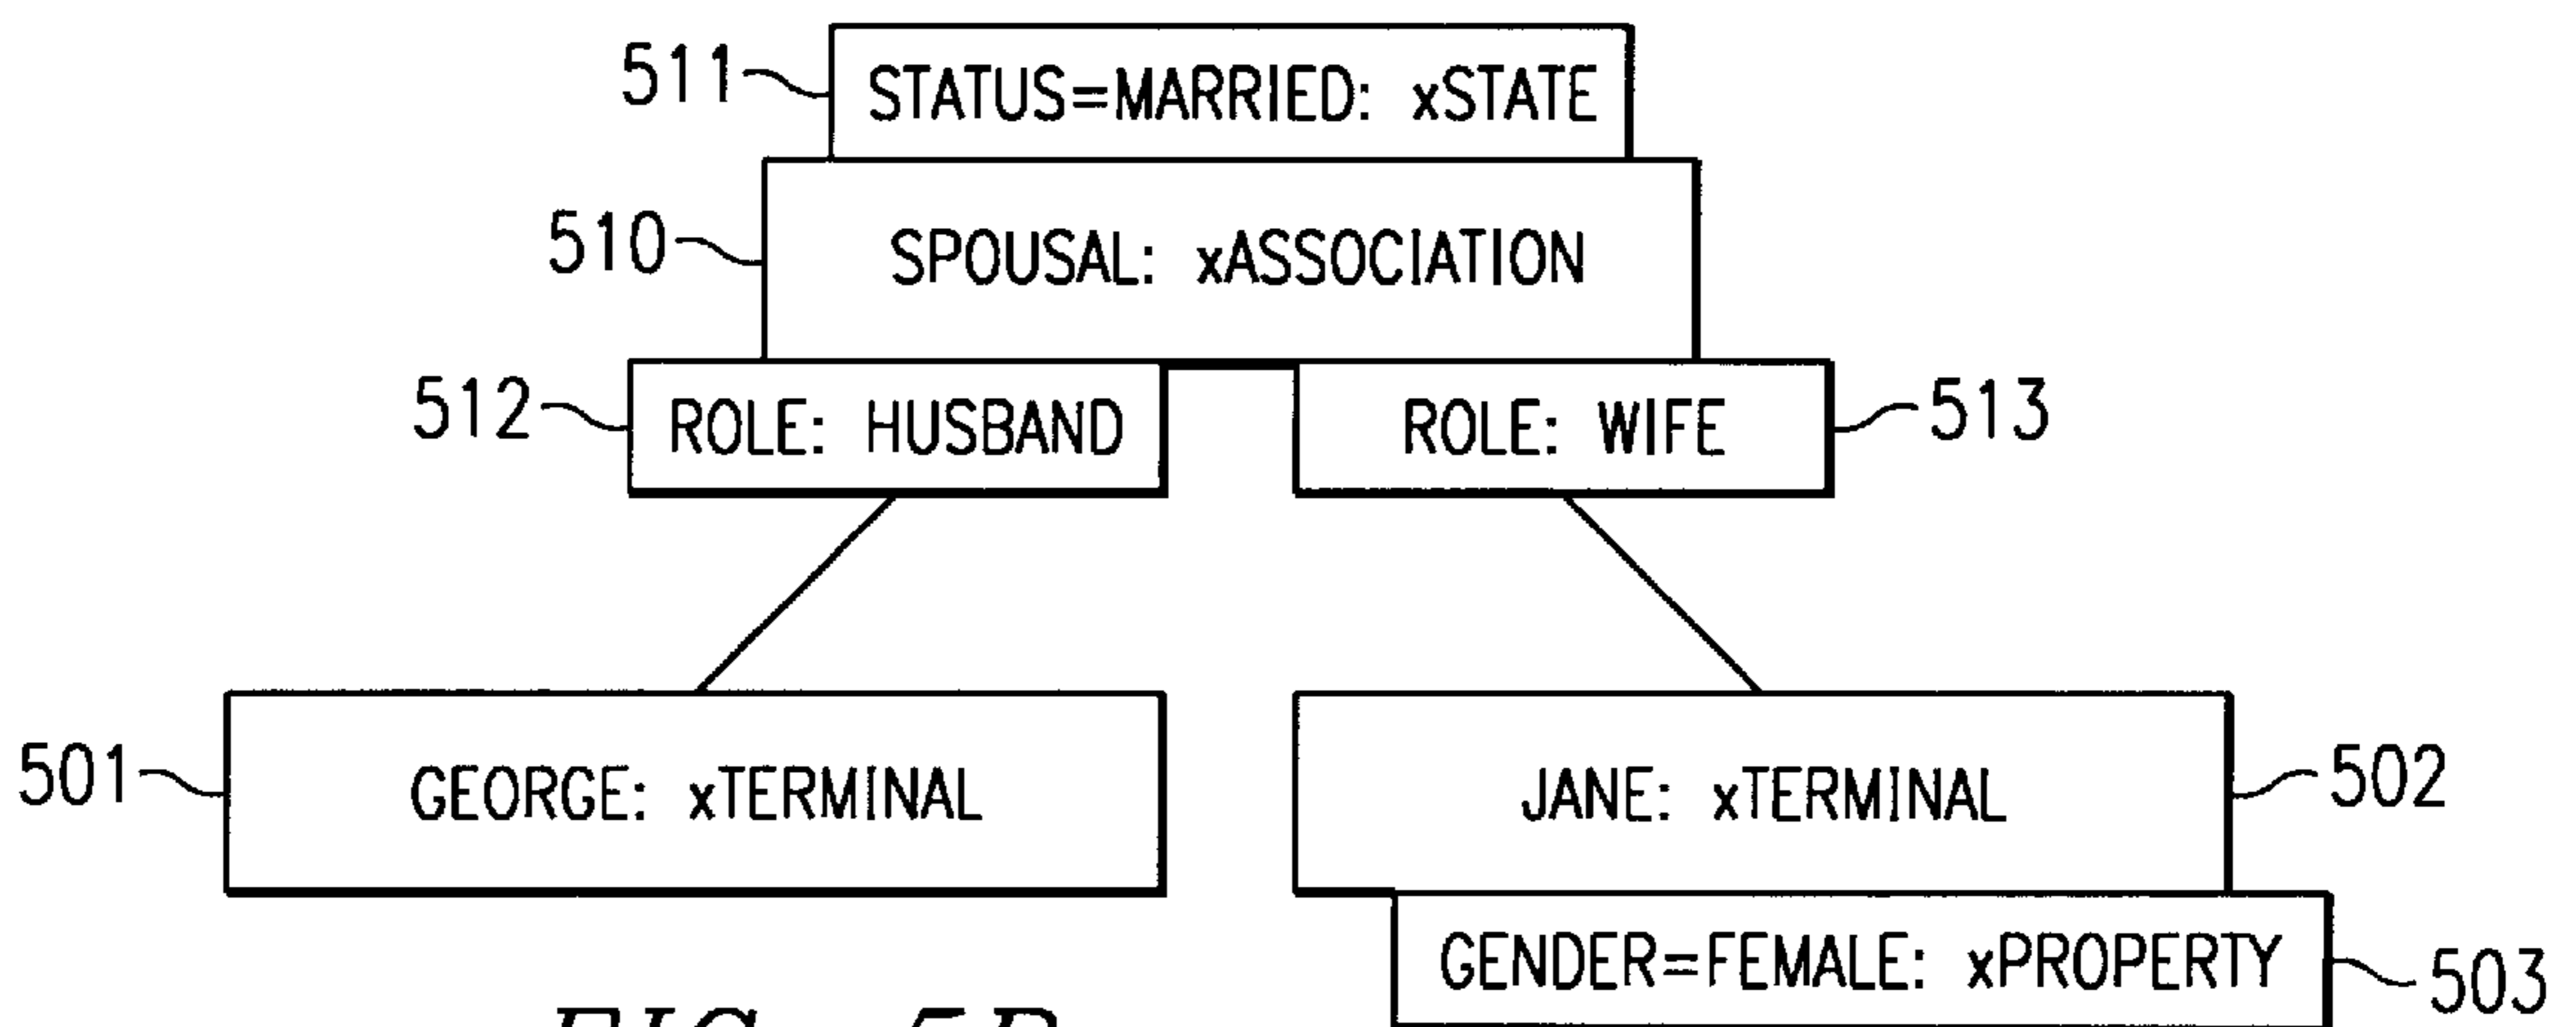 511 STATUS=MARRIED: xSTATE
510 SPOUSAL: xASSOCIATION
512 ROLE: HUSBAND ROLE: WIFE 513
501 GEORGE: xTERMINAL JANE: xTERMINAL 502
GENDER=FEMALE: xPROPERTY 503